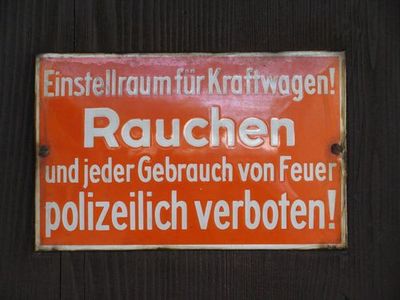 Einstellraum für Kraftwagen!
Rauchen
und jeder Gebrauch von Feuer
polizeilich verboten!